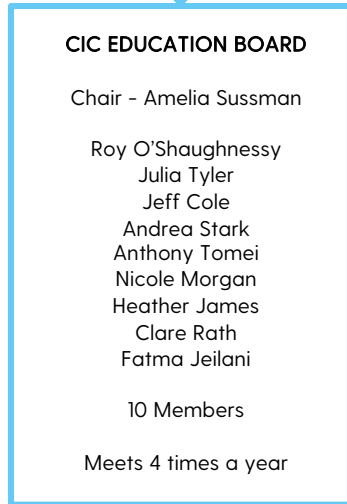 CIC EDUCATION BOARD
Chair - Amelia Sussman
Roy O'Shaughnessy
Julia Tyler
Jeff Cole
Andrea Stark
Anthony Tomei
Nicole Morgan
Heather James
Clare Rath
Fatma Jeilani
10 Members
Meets 4 times a year